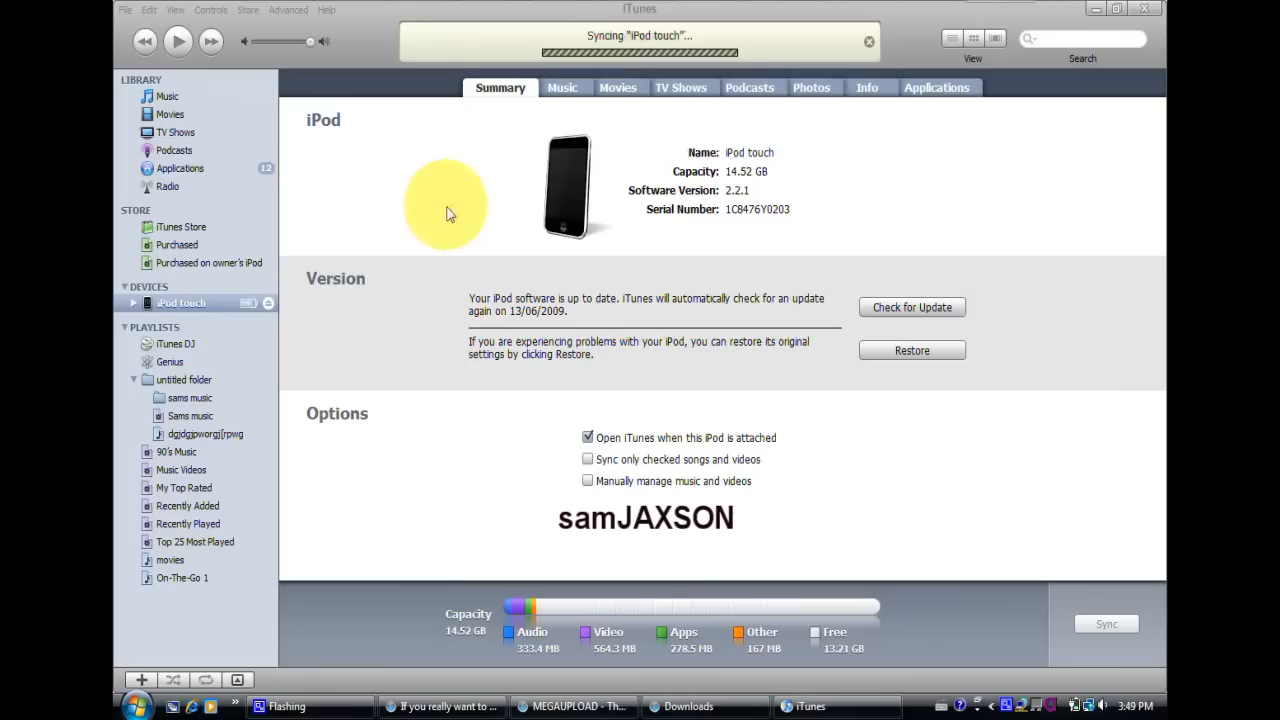 File Edit View Controls Store Advanced Help
iTunes
Syncing "iPod touch"...
View
Search
LIBRARY
Music
Movies
TV Shows
Podcasts
Applications 12
Radio
STORE
iTunes Store
Purchased
Purchased on owner's iPod
DEVICES
iPod touch
PLAYLISTS
iTunes DJ
Genius
untitled folder
sams music
Sams music
dgjdgjpworgj[rpwg
90's Music
Music Videos
My Top Rated
Recently Added
Recently Played
Top 25 Most Played
movies
On-The-Go 1
Summary Music Movies TV Shows Podcasts Photos Info Applications
iPod
Name: iPod touch
Capacity: 14.52 GB
Software Version: 2.2.1
Serial Number: 1C8476Y0203
Version
Your iPod software is up to date. iTunes will automatically check for an update
again on 13/06/2009.
Check for Update
If you are experiencing problems with your iPod, you can restore its original
settings by clicking Restore.
Restore
Options
Open iTunes when this iPod is attached
Sync only checked songs and videos
Manually manage music and videos
samJAXSON
Capacity
14.52 GB
Audio
333.4 MB
Video
564.3 MB
Apps
278.5 MB
Other
167 MB
Free
13.21 GB
Sync
Flashing
If you really want to ...
MEGAUPLOAD - Th...
Downloads
iTunes
3:49 PM